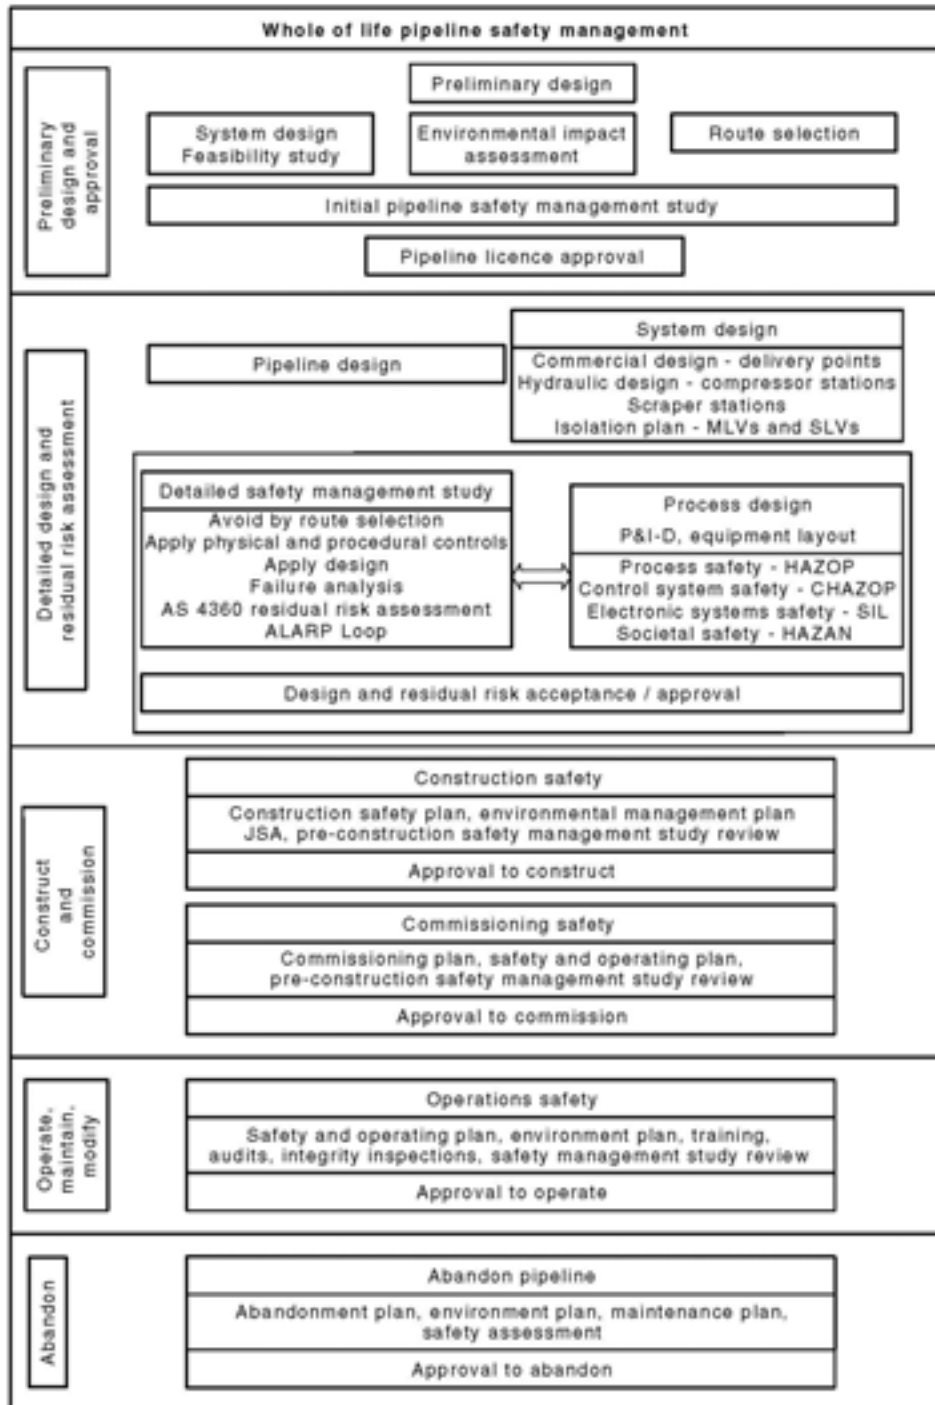 Whole of life pipeline safety management
Preliminary
design and
approval
Preliminary design
System design
Feasibility study
Environmental impact
assessment
Route selection
Initial pipeline safety management study
Pipeline licence approval
Detailed design and
residual risk assessment
Pipeline design
System design
Commercial design - delivery points
Hydraulic design - compressor stations
Scraper stations
Isolation plan - MLVs and SLVs
Detailed safety management study
Avoid by route selection
Apply physical and procedural controls
Apply design
Failure analysis
AS 4360 residual risk assessment
ALARP Loop
Process design
P&I-D, equipment layout
Process safety - HAZOP
Control system safety - CHAZOP
Electronic systems safety - SIL
Societal safety - HAZAN
Design and residual risk acceptance / approval
Construct
and
commission
Construction safety
Construction safety plan, environmental management plan
JSA, pre-construction safety management study review
Approval to construct
Commissioning safety
Commissioning plan, safety and operating plan,
pre-construction safety management study review
Approval to commission
Operate,
maintain,
modify
Operations safety
Safety and operating plan, environment plan, training,
audits, integrity inspections, safety management study review
Approval to operate
Abandon
Abandon pipeline
Abandonment plan, environment plan, maintenance plan,
safety assessment
Approval to abandon